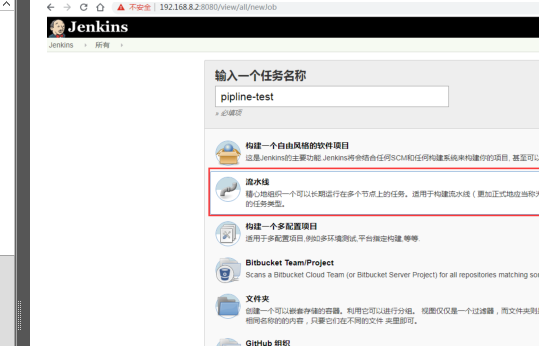 不安全 192.168.8.2:8080/view/all/newJob
Jenkins
Jenkins › 所有 ›
输入一个任务名称
pipline-test
» 必填项
构建一个自由风格的软件项目
这是Jenkins的主要功能.Jenkins将会结合任何SCM和任何构建系统来构建你的项目, 甚至可以
流水线
精心地组织一个可以长期运行在多个节点上的任务。适用于构建流水线（更加正式地应当称为
的任务类型。
构建一个多配置项目
适用于多配置项目,例如多环境测试,平台指定构建,等等.
Bitbucket Team/Project
Scans a Bitbucket Cloud Team (or Bitbucket Server Project) for all repositories matching so
文件夹
创建一个可以嵌套存储的容器。利用它可以进行分组。 视图仅仅是一个过滤器，而文件夹则
相同名称的的内容，只要它们在不同的文件 夹里即可。
GitHub 组织